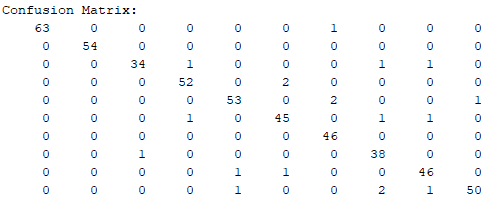 Confusion Matrix:
63 0 0 0 0 0 1 0 0 0
0 54 0 0 0 0 0 0 0 0
0 0 34 1 0 0 0 1 1 0
0 0 0 52 0 2 0 0 0 0
0 0 0 0 53 0 2 0 0 1
0 0 0 1 0 45 0 1 1 0
0 0 0 0 0 0 46 0 0 0
0 0 1 0 0 0 0 38 0 0
0 0 0 0 1 1 0 0 46 0
0 0 0 0 1 0 0 2 1 50